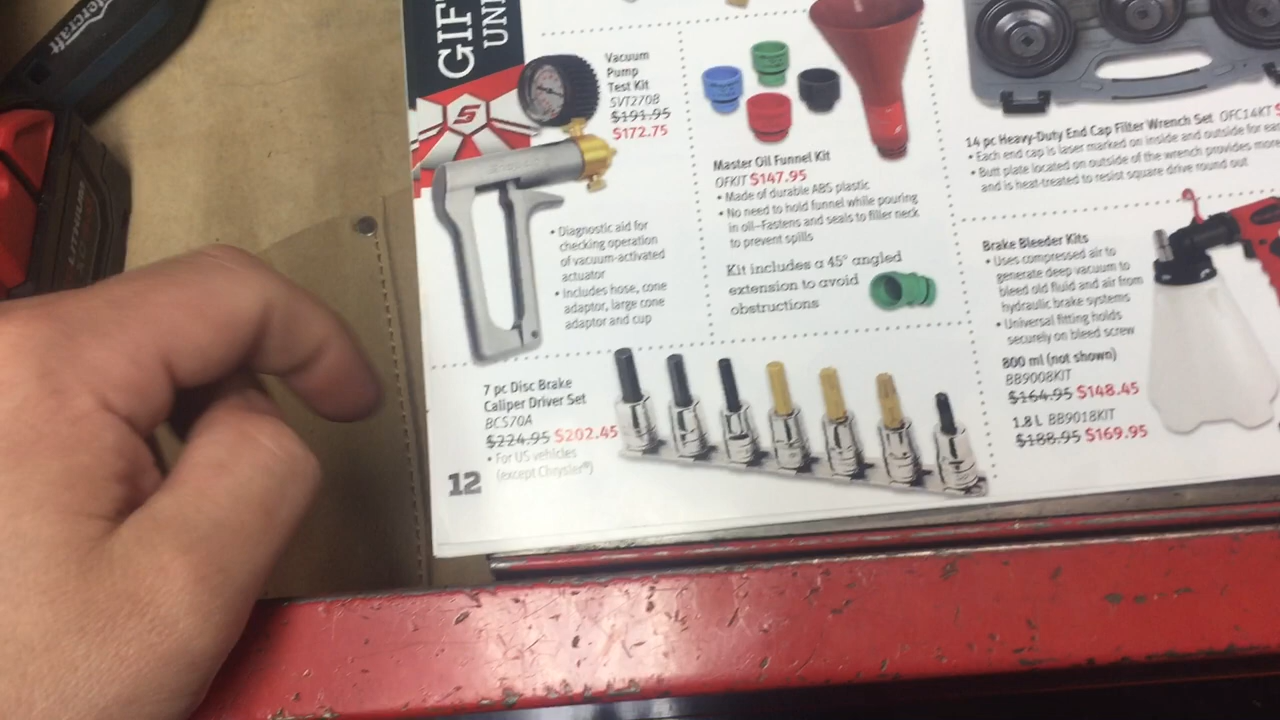 GIF
UN
Vacuum
Pump
Test Kit
SVT270B
$191.95
$172.75
• Diagnostic aid for
checking operation
of vacuum-activated
actuator
• Includes hose, cone
adaptor, large cone
adaptor and cup
Master Oil Funnel Kit
OFKIT $147.95
• Made of durable ABS plastic
• No need to hold funnel while pouring
in oil–Fastens and seals to filler neck
to prevent spills
Kit includes a 45° angled
extension to avoid
obstructions
14 pc Heavy-Duty End Cap Filter Wrench Set OFC14KT $
• Each end cap is laser marked on inside and outside for ea
• Butt plate located on outside of the wrench provides more
and is heat-treated to resist square drive round out
Brake Bleeder Kits
• Uses compressed air to
generate deep vacuum to
bleed old fluid and air from
hydraulic brake systems
• Universal fitting holds
securely on bleed screw
800 ml (not shown)
BB900BKIT
$164.95 $148.45
1.8 L BB901BKIT
$188.95 $169.95
7 pc Disc Brake
Caliper Driver Set
BCS70A
$224.95 $202.45
• For US vehicles
(except Chrysler®)
12
S
tercraft
LITHIUM